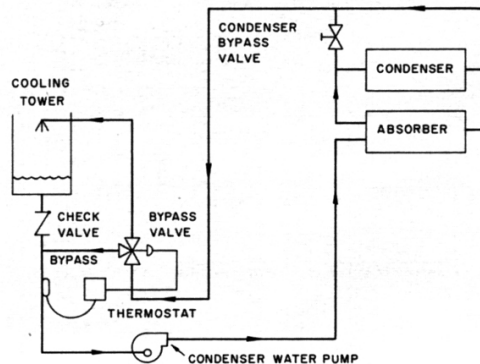 CONDENSER
BYPASS
VALVE
COOLING
TOWER
CONDENSER
ABSORBER
CHECK
VALVE
BYPASS
VALVE
BYPASS
THERMOSTAT
CONDENSER WATER PUMP